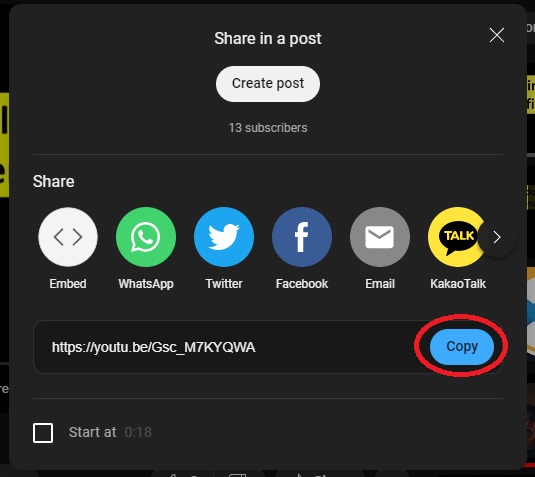 Share in a post
Create post
13 subscribers
Share
TALK
Embed
WhatsApp
Twitter
Facebook
Email
KakaoTalk
https://youtu.be/Gsc_M7KYQWA
Copy
Start at 0:18